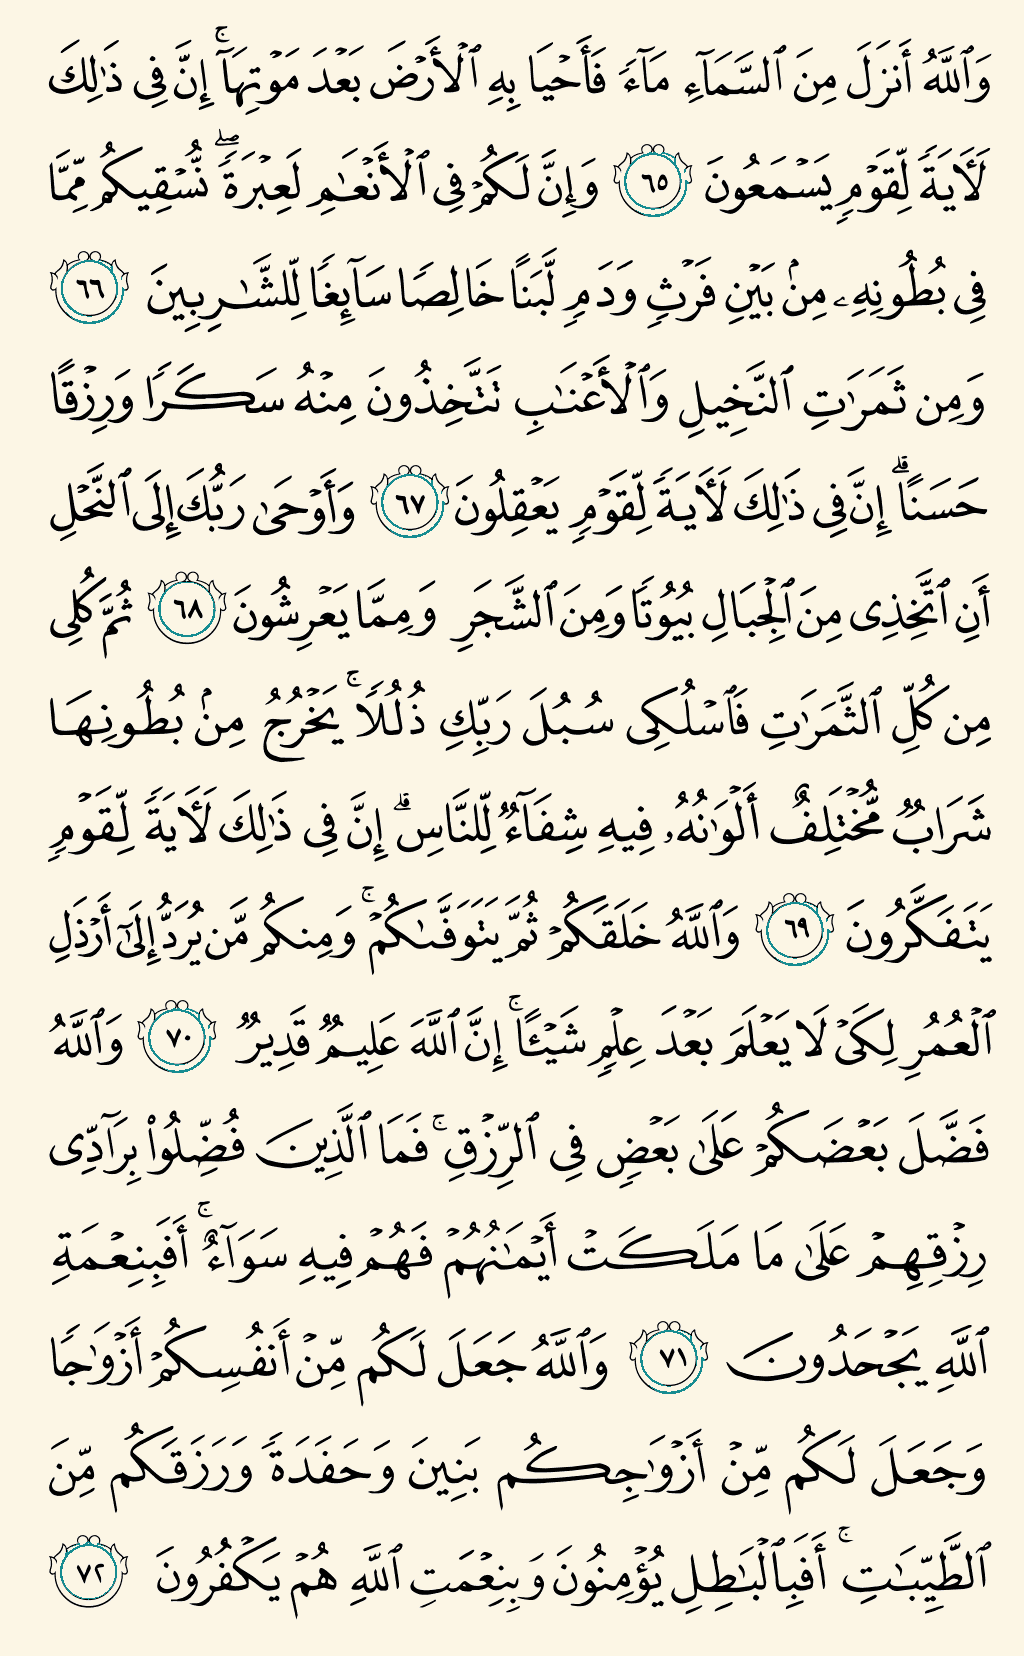 وَٱللَّهُ أَنزَلَ مِنَ ٱلسَّمَآءِ مَآءٗ فَأَحۡيَا بِهِ ٱلۡأَرۡضَ بَعۡدَ مَوۡتِهَآۚ إِنَّ فِي ذَٰلِكَ
لَأٓيَةٗ لِّقَوۡمٖ يَسۡمَعُونَ ٦٥ وَإِنَّ لَكُمۡ فِي ٱلۡأَنۡعَٰمِ لَعِبۡرَةٗۖ نُّسۡقِيكُم مِّمَّا
فِي بُطُونِهِۦ مِنۢ بَيۡنِ فَرۡثٖ وَدَمٖ لَّبَنًا خَالِصٗا سَآئِغٗا لِّلشَّٰرِبِينَ ٦٦
وَمِن ثَمَرَٰتِ ٱلنَّخِيلِ وَٱلۡأَعۡنَٰبِ تَتَّخِذُونَ مِنۡهُ سَكَرٗا وَرِزۡقًا
حَسَنًاۚۗ إِنَّ فِي ذَٰلِكَ لَأٓيَةٗ لِّقَوۡمٖ يَعۡقِلُونَ ٦٧ وَأَوۡحَىٰ رَبُّكَ إِلَى ٱلنَّحۡلِ
أَنِ ٱتَّخِذِي مِنَ ٱلۡجِبَالِ بُيُوتٗا وَمِنَ ٱلشَّجَرِ وَمِمَّا يَعۡرِشُونَ ٦٨ ثُمَّ كُلِي
مِن كُلِّ ٱلثَّمَرَٰتِ فَٱسۡلُكِي سُبُلَ رَبِّكِ ذُلُلٗاۚ يَخۡرُجُ مِنۢ بُطُونِهَا
شَرَابٞ مُّخۡتَلِفٌ أَلۡوَٰنُهُۥ فِيهِ شِفَآءٞ لِّلنَّاسِۚۗ إِنَّ فِي ذَٰلِكَ لَأٓيَةٗ لِّقَوۡمٖ
يَتَفَكَّرُونَ ٦٩ وَٱللَّهُ خَلَقَكُمۡ ثُمَّ يَتَوَفَّىٰكُمۡۚ وَمِنكُم مَّن يُرَدُّ إِلَىٰٓ أَرۡذَلِ
ٱلۡعُمُرِ لِكَيۡ لَا يَعۡلَمَ بَعۡدَ عِلۡمٖ شَيۡـًٔاۚ إِنَّ ٱللَّهَ عَلِيمٞ قَدِيرٞ ٧٠ وَٱللَّهُ
فَضَّلَ بَعۡضَكُمۡ عَلَىٰ بَعۡضٖ فِي ٱلرِّزۡقِۚ فَمَا ٱلَّذِينَ فُضِّلُواْ بِرَآدِّي
رِزۡقِهِمۡ عَلَىٰ مَا مَلَكَتۡ أَيۡمَٰنُهُمۡ فَهُمۡ فِيهِ سَوَآءٌۚ أَفَبِنِعۡمَةِ
ٱللَّهِ يَجۡحَدُونَ ٧١ وَٱللَّهُ جَعَلَ لَكُم مِّنۡ أَنفُسِكُمۡ أَزۡوَٰجٗا
وَجَعَلَ لَكُم مِّنۡ أَزۡوَٰجِكُم بَنِينَ وَحَفَدَةٗ وَرَزَقَكُم مِّنَ
ٱلطَّيِّبَٰتِۚ أَفَبِٱلۡبَٰطِلِ يُؤۡمِنُونَ وَبِنِعۡمَتِ ٱللَّهِ هُمۡ يَكۡفُرُونَ ٧٢